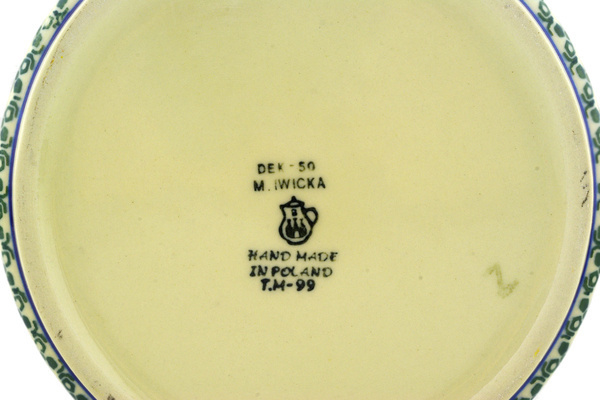 DEK-50
M. IWICKA
HAND MADE
IN POLAND
T.M-99